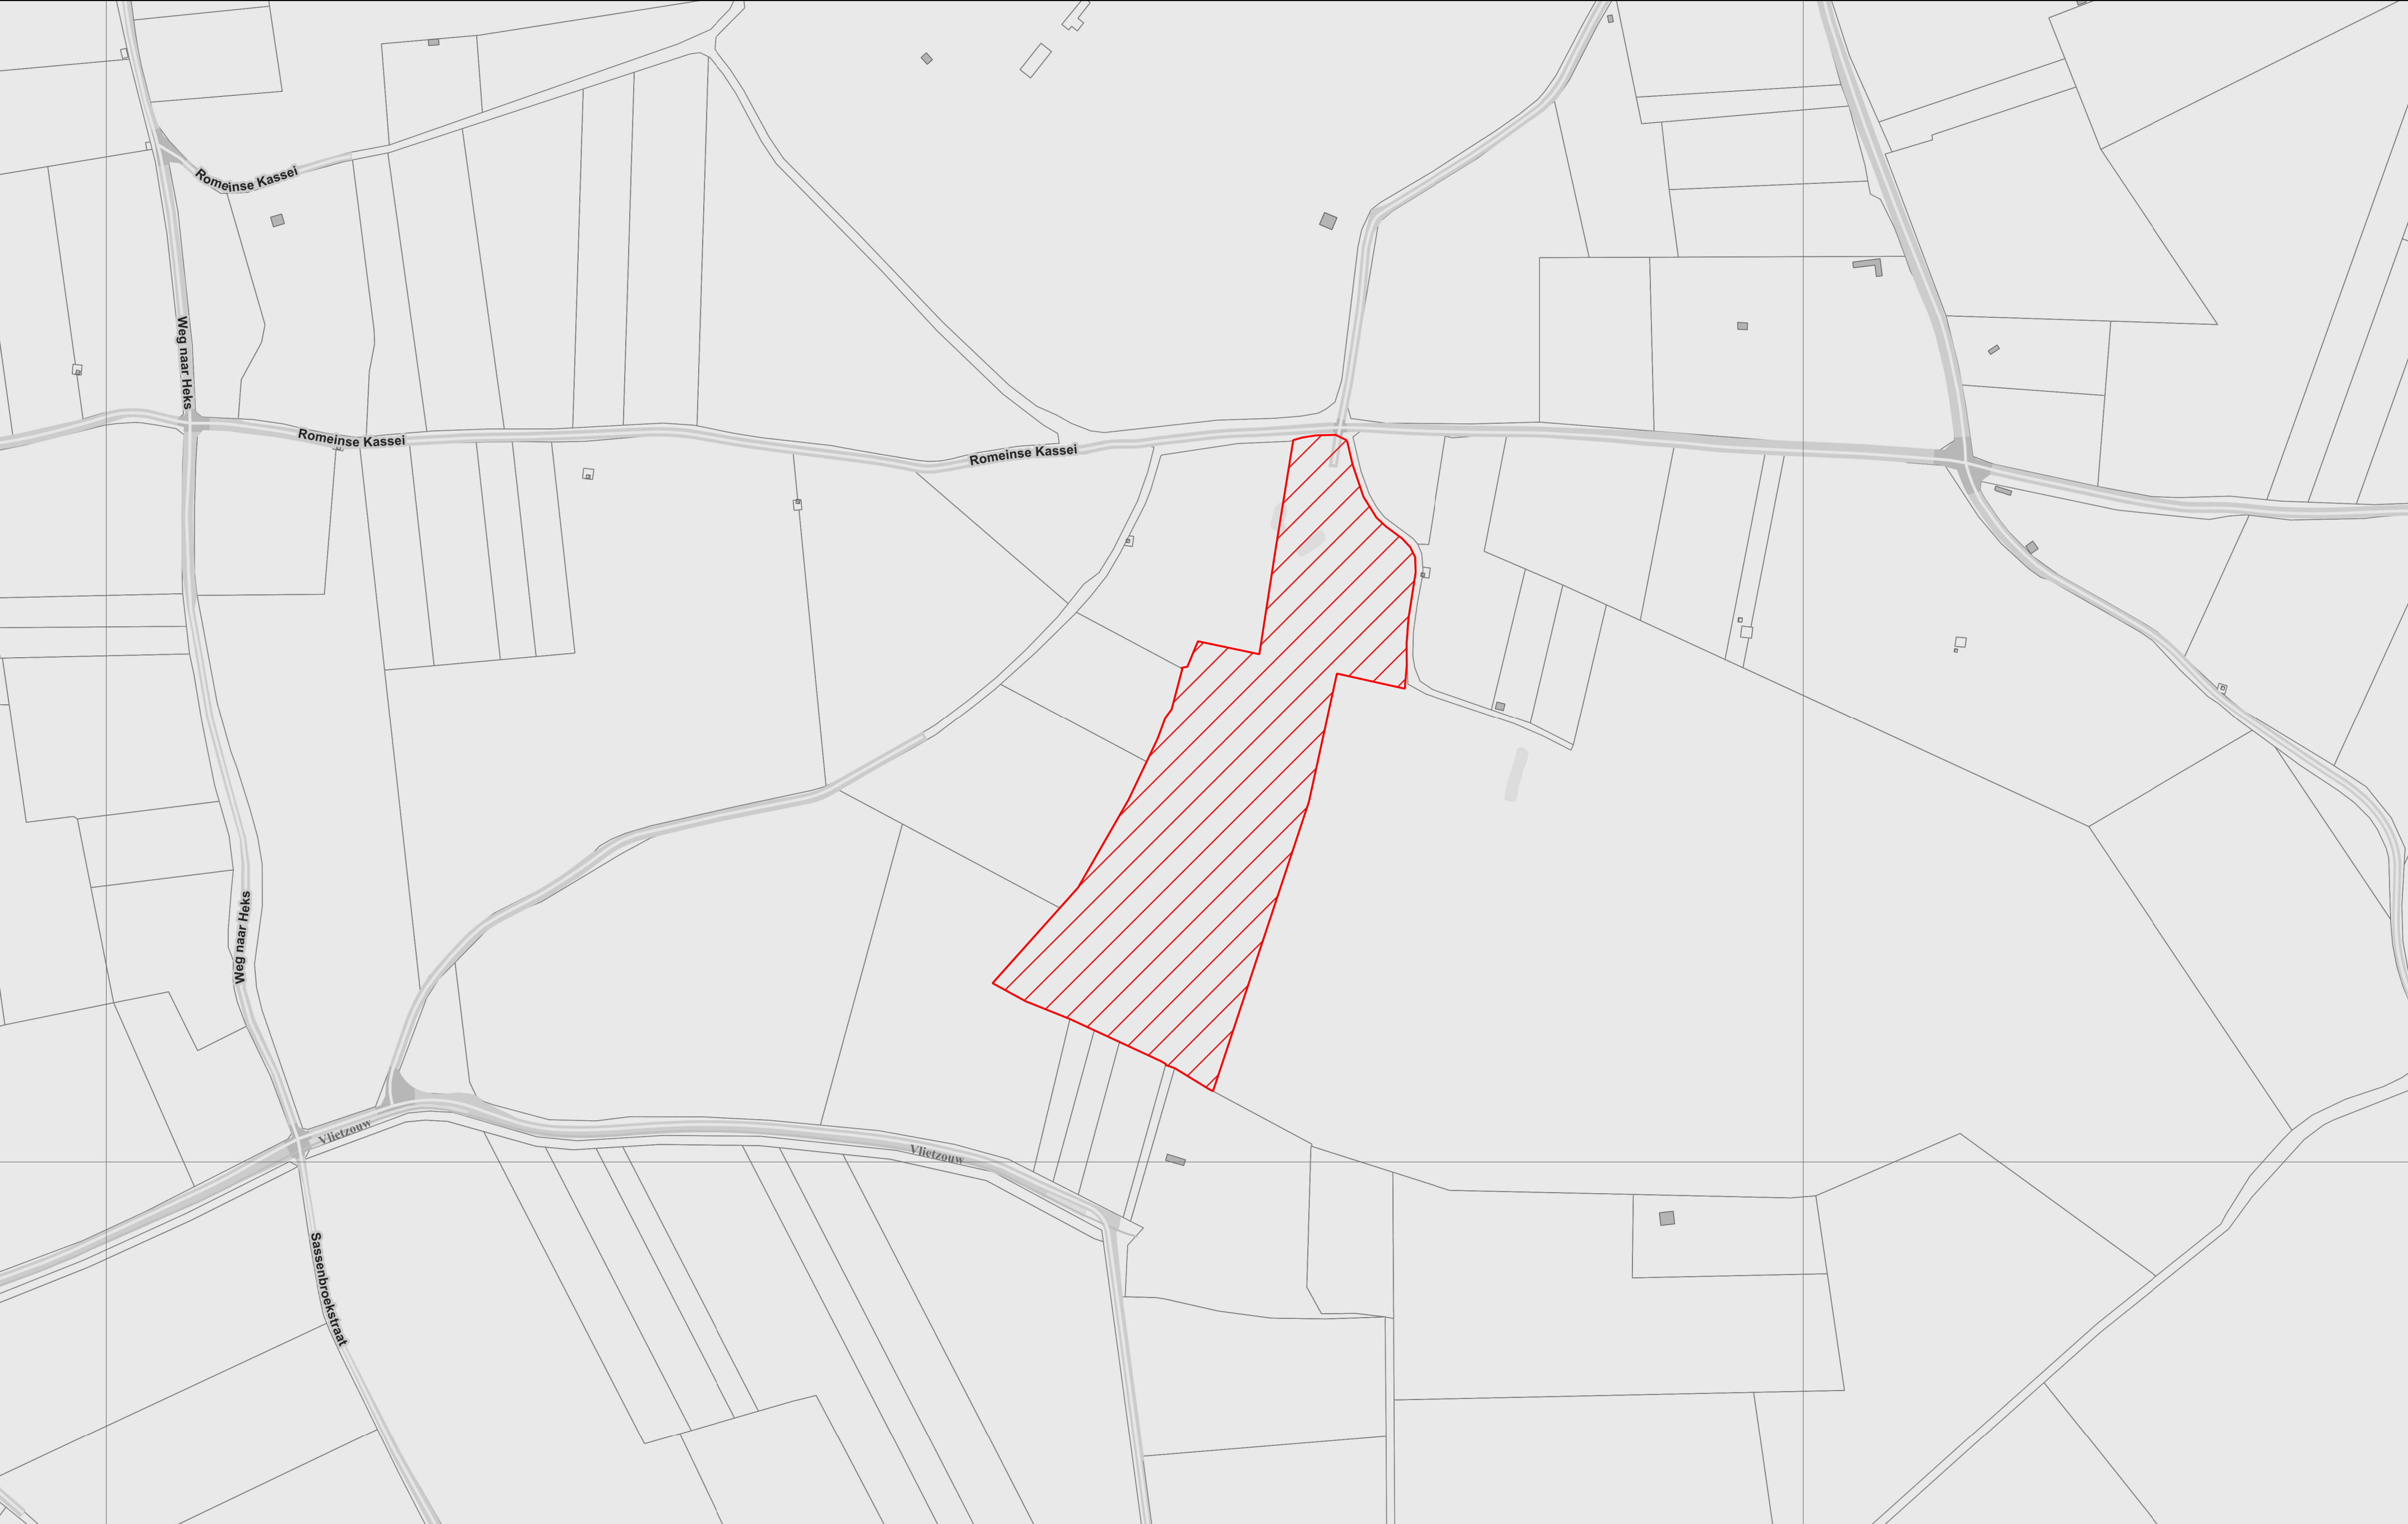 Romeinse Kassei
Weg naar Heks
Romeinse Kassei
Romeinse Kassei
Weg naar Heks
Vlietzouw
Vlietzouw
Sassenbroekstraat